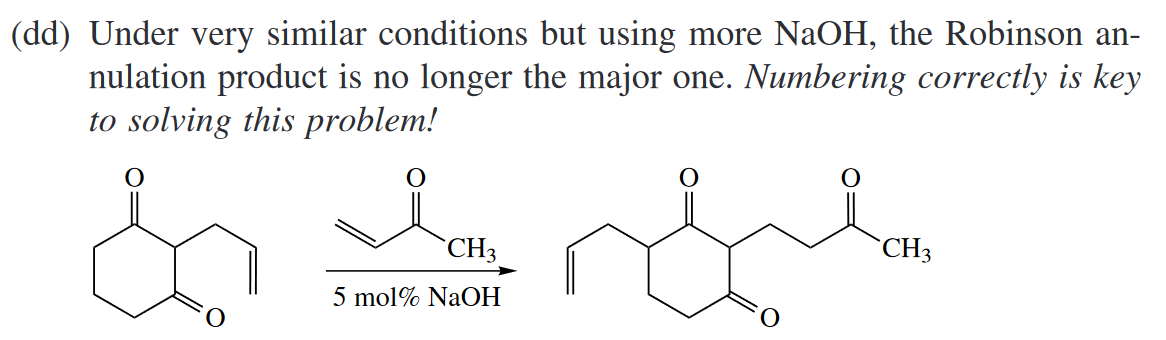 (dd) Under very similar conditions but using more NaOH, the Robinson an-
nulation product is no longer the major one. Numbering correctly is key
to solving this problem!
O O O O
CH3 CH3
5 mol% NaOH
O O